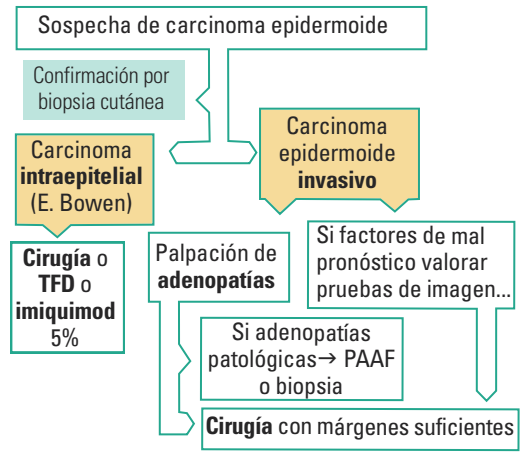 Sospecha de carcinoma epidermoide
Confirmación por
biopsia cutánea
Carcinoma
intraepitelial
(E. Bowen)
Carcinoma
epidermoide
invasivo
Cirugía o
TFD o
imiquimod
5%
Palpación de
adenopatías
Si factores de mal
pronóstico valorar
pruebas de imagen...
Si adenopatías
patológicas→ PAAF
o biopsia
Cirugía con márgenes suficientes